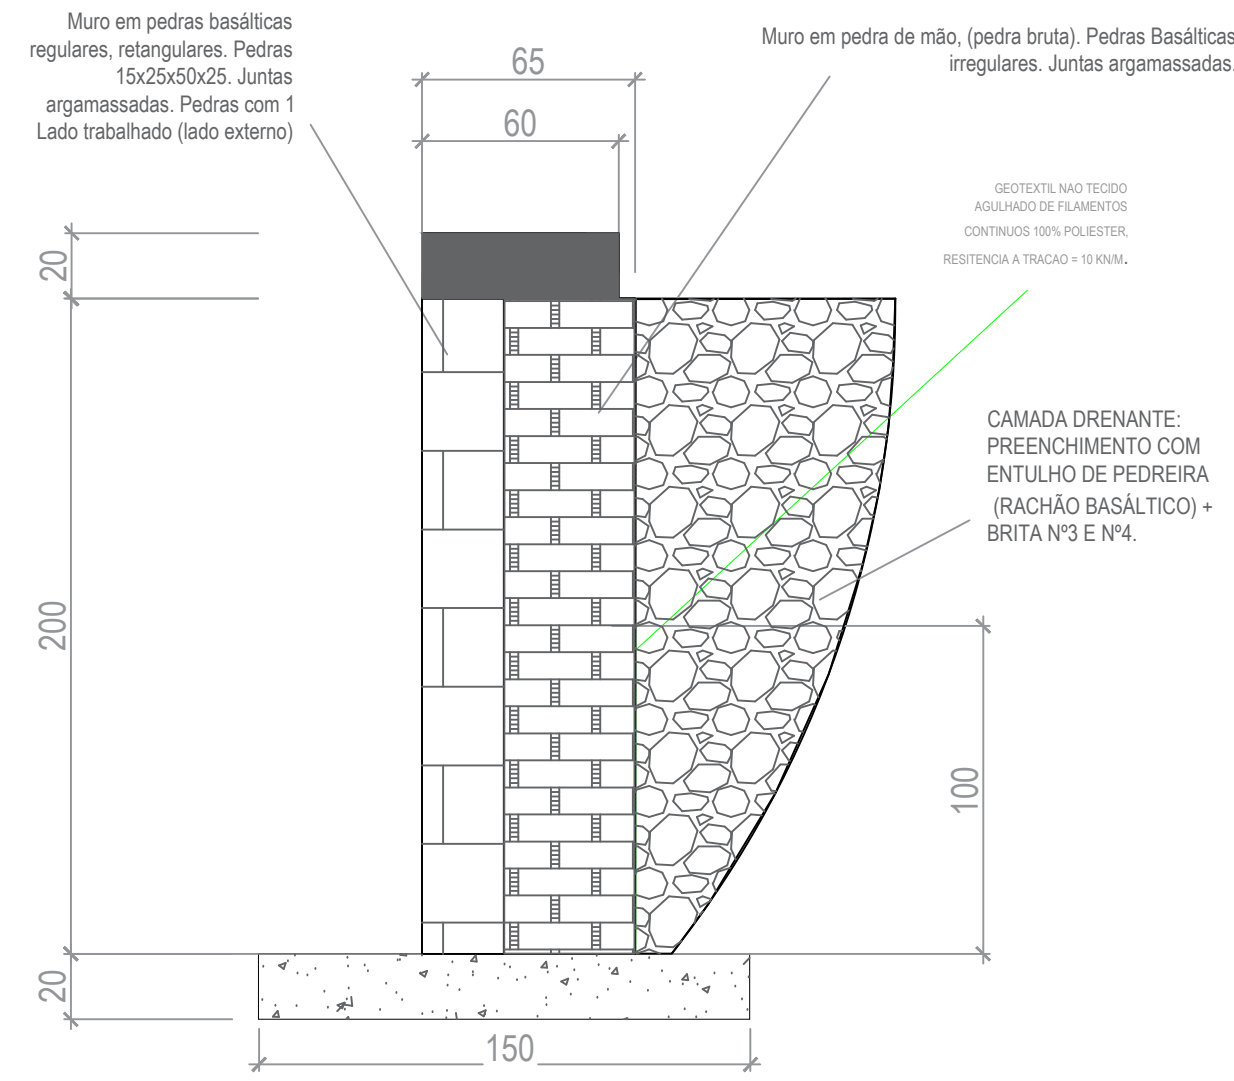 Muro em pedras basálticas
regulares, retangulares. Pedras
15x25x50x25. Juntas
argamassadas. Pedras com 1
Lado trabalhado (lado externo)
65
60
Muro em pedra de mão, (pedra bruta). Pedras Basálticas
irregulares. Juntas argamassadas.
GEOTEXTIL NAO TECIDO
AGULHADO DE FILAMENTOS
CONTINUOS 100% POLIESTER,
RESITENCIA A TRACAO = 10 KN/M.
20
CAMADA DRENANTE:
PREENCHIMENTO COM
ENTULHO DE PEDREIRA
(RACHÃO BASÁLTICO) +
BRITA Nº3 E Nº4.
200
100
20
150